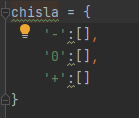 chisla = {
'-':[],
'0':[],
'+':[]
}